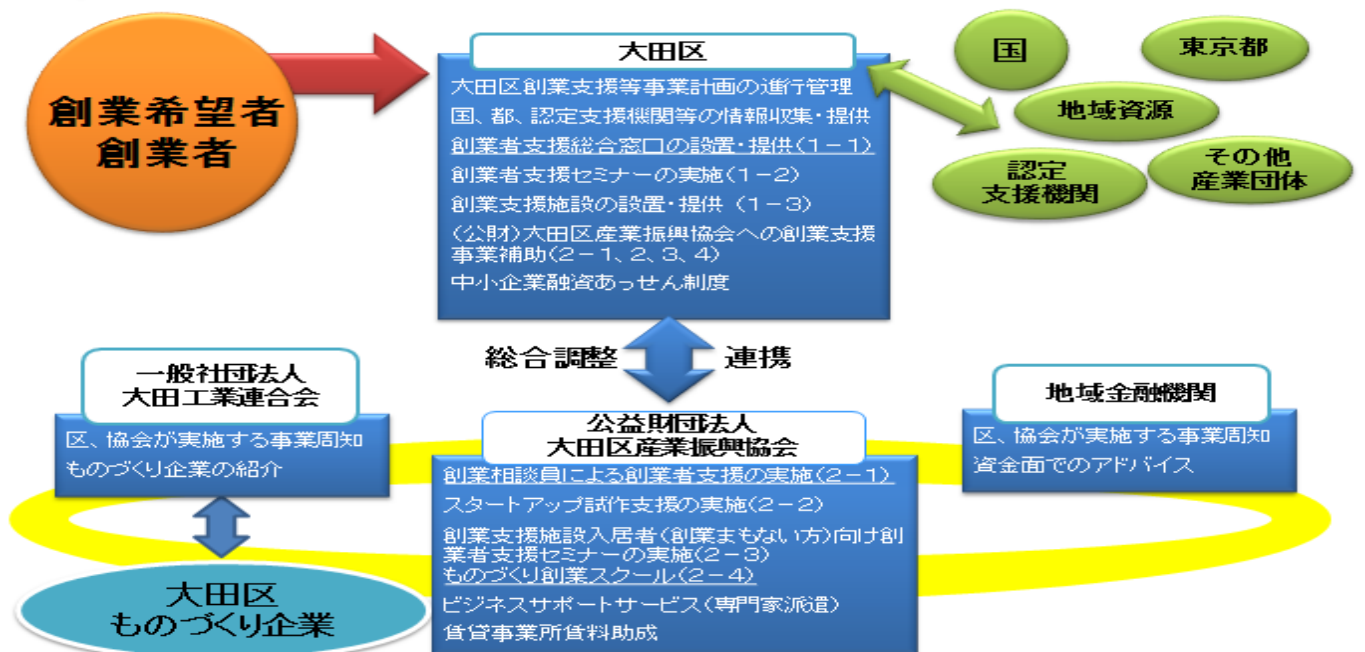 創業希望者
創業者
大田区
大田区創業支援等事業計画の進行管理
国、都、認定支援機関等の情報収集・提供
創業者支援総合窓口の設置・提供(1－1)
創業者支援セミナーの実施(1－2)
創業支援施設の設置・提供 (1－3)
(公財)大田区産業振興協会への創業支援
事業補助(2－1、2、3、4)
中小企業融資あっせん制度
国
東京都
地域資源
認定
支援機関
その他
産業団体
総合調整
連携
一般社団法人
大田工業連合会
区、協会が実施する事業周知
ものづくり企業の紹介
大田区
ものづくり企業
公益財団法人
大田区産業振興協会
創業相談員による創業者支援の実施(2－1)
スタートアップ試作支援の実施(2－2)
創業支援施設入居者(創業まもない方)向け創
業者支援セミナーの実施(2－3)
ものづくり創業スクール(2－4)
ビジネスサポートサービス(専門家派遣)
賃貸事業所賃料助成
地域金融機関
区、協会が実施する事業周知
資金面でのアドバイス